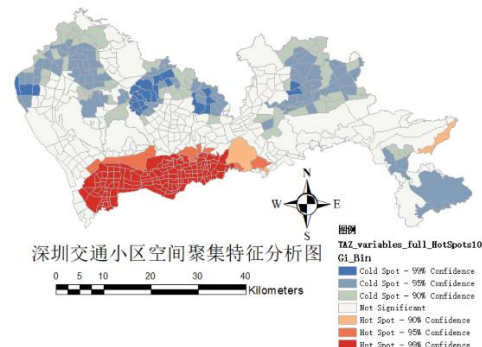 N
W E
S
深圳交通小区空间聚集特征分析图
0 5 10 20 30 40
Kilometers
图例
TAZ_variables_full_HotSpots10
Gi_Bin
Cold Spot - 99% Confidence
Cold Spot - 95% Confidence
Cold Spot - 90% Confidence
Not Significant
Hot Spot - 90% Confidence
Hot Spot - 95% Confidence
Hot Spot - 99% Confidence